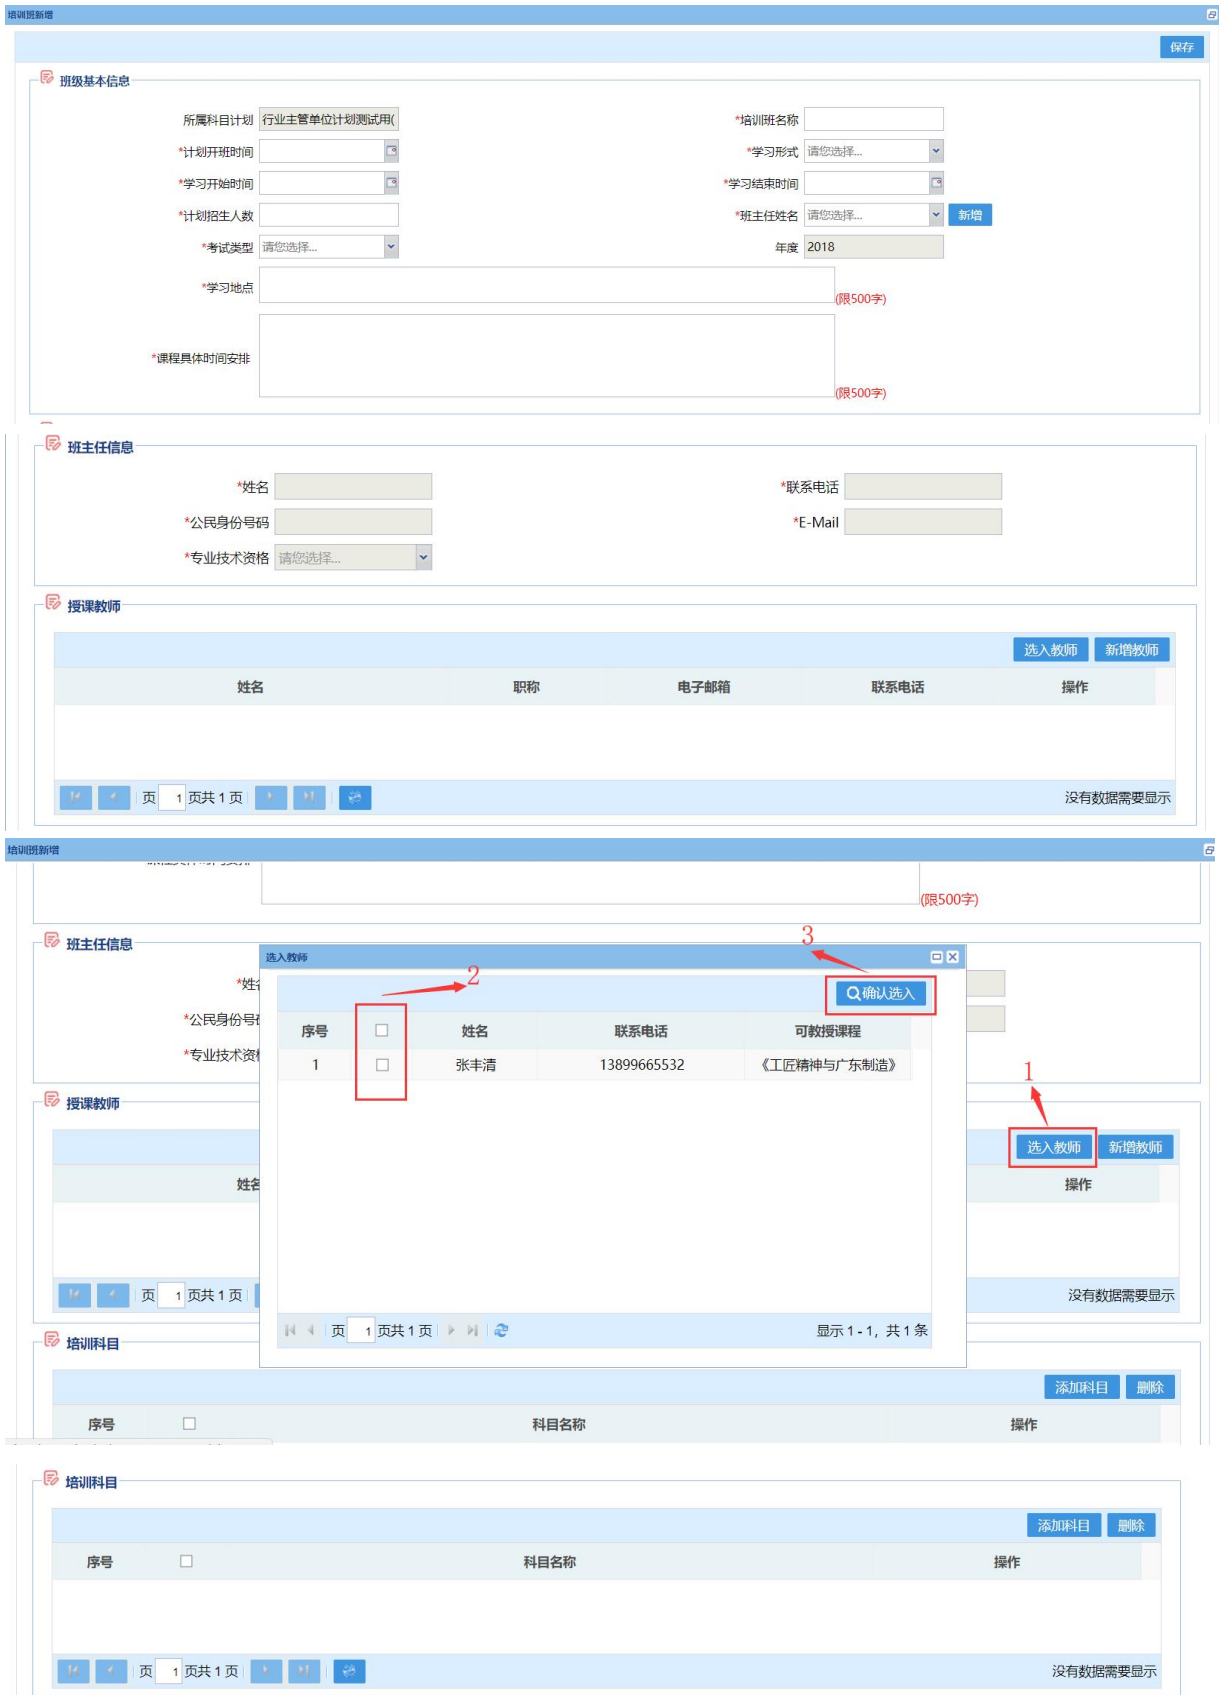 培训班新增
保存
班级基本信息
所属科目计划 行业主管单位计划测试用( *培训班名称
*计划开班时间 *学习形式 请您选择...
*学习开始时间 *学习结束时间
*计划招生人数 *班主任姓名 请您选择... 新增
*考试类型 请您选择... 年度 2018
*学习地点
(限500字)
*课程具体时间安排
(限500字)
班主任信息
*姓名 *联系电话
*公民身份号码 *E-Mail
*专业技术资格 请您选择...
授课教师
选入教师 新增教师
姓名 职称 电子邮箱 联系电话 操作
页 1 页共 1 页 没有数据需要显示
培训班新增
(限500字)
班主任信息
3
选入教师
2
*姓名
确认选入
*公民身份号
序号 姓名 联系电话 可教授课程
*专业技术资格
1 张丰清 13899665532 《工匠精神与广东制造》
1
授课教师
选入教师 新增教师
姓名 操作
页 1 页共 1 页 没有数据需要显示
页 1 页共 1 页 显示 1 - 1, 共 1 条
培训科目
添加科目 删除
序号 科目名称 操作
培训科目
添加科目 删除
序号 科目名称 操作
页 1 页共 1 页 没有数据需要显示